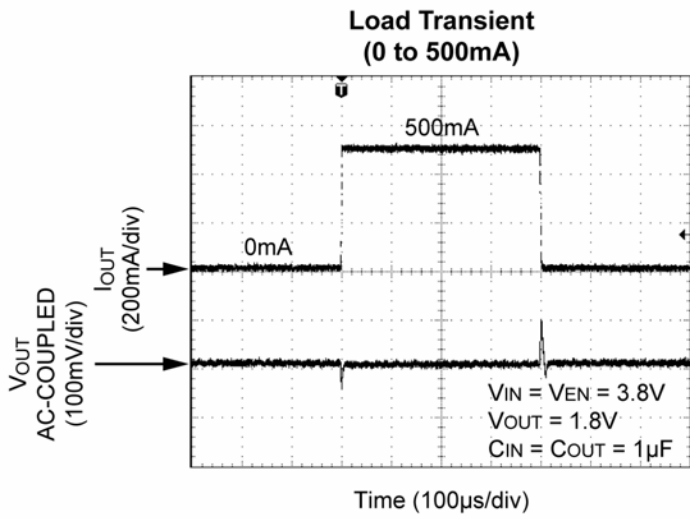 Load Transient
(0 to 500mA)
T
500mA
0mA
IOUT
(200mA/div)
VOUT
AC-COUPLED
(100mV/div)
VIN = VEN = 3.8V
VOUT = 1.8V
CIN = COUT = 1µF
Time (100µs/div)